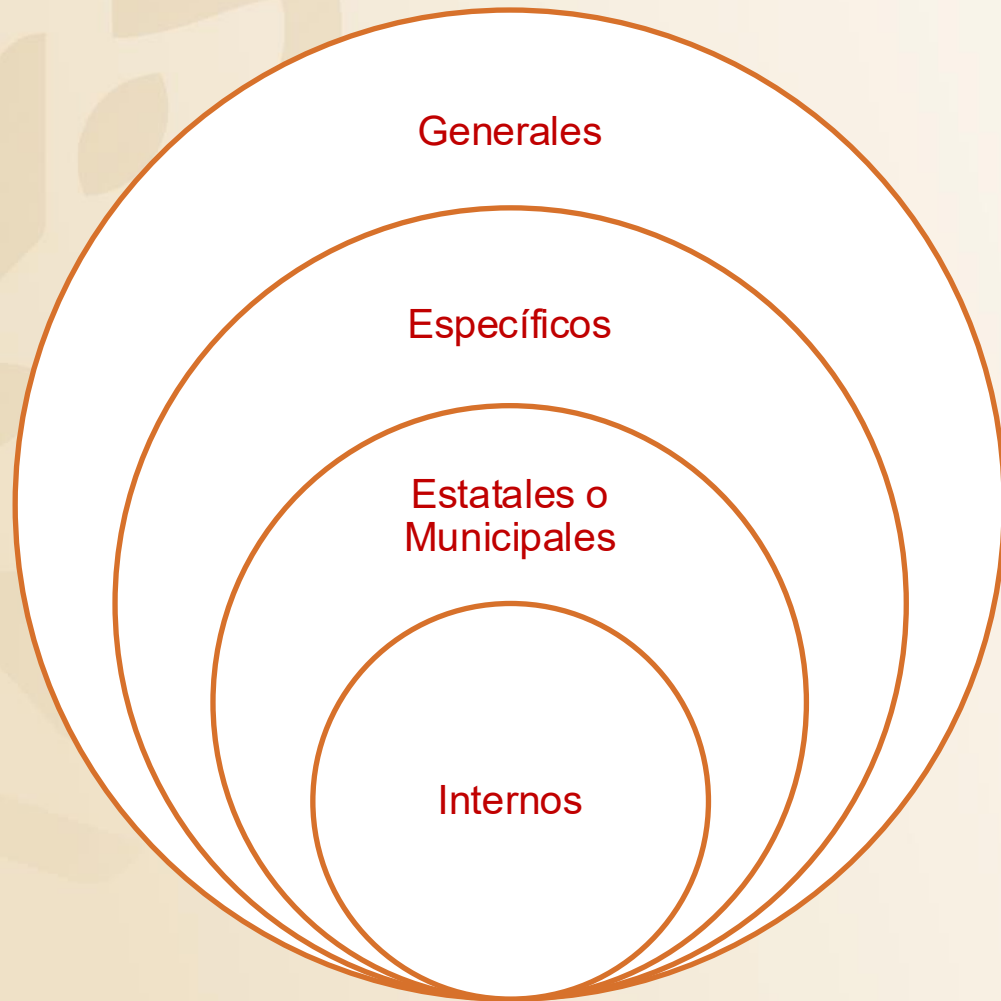 Generales
Específicos
Estatales o
Municipales
Internos